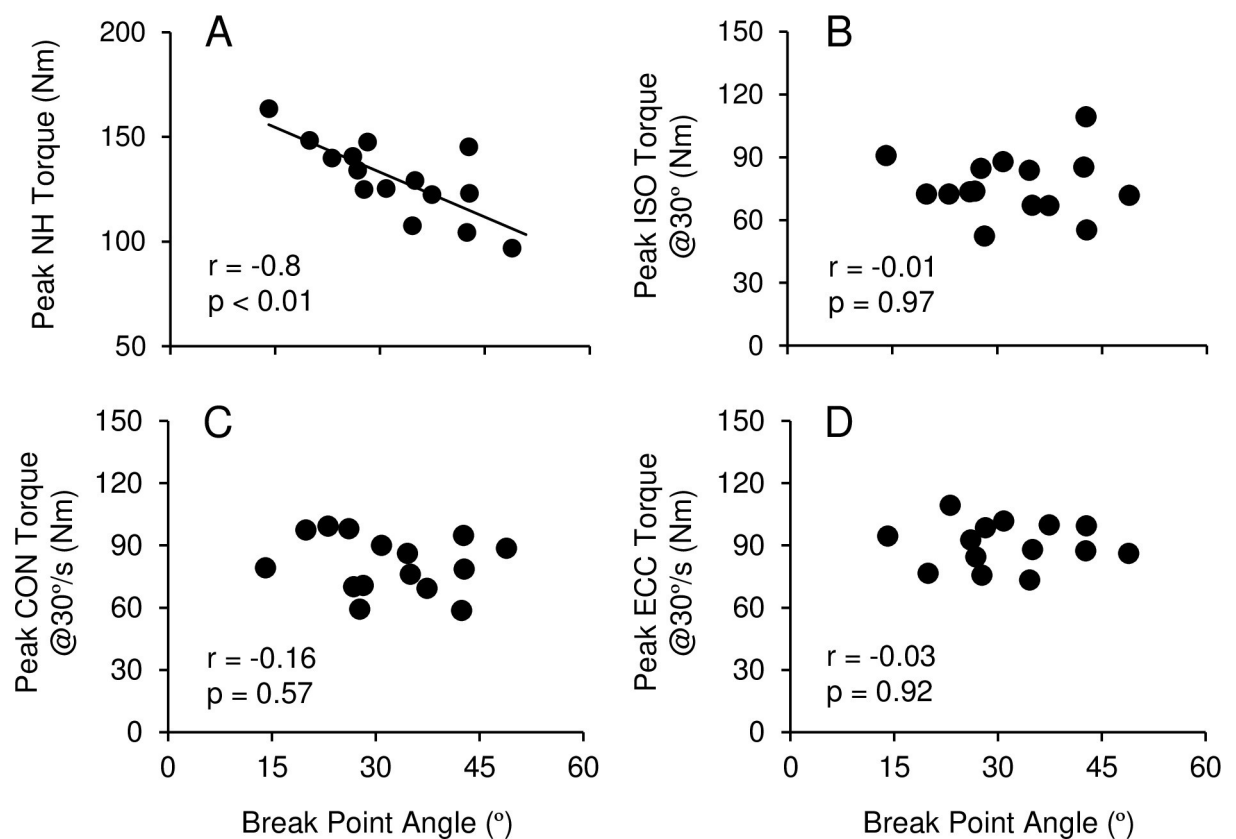 A
Peak NH Torque (Nm)
200
150
100
50
r = -0.8
p < 0.01
B
Peak ISO Torque
@30º (Nm)
150
120
90
60
30
0
r = -0.01
p = 0.97
C
Peak CON Torque
@30º/s (Nm)
150
120
90
60
30
0
r = -0.16
p = 0.57
0 15 30 45 60
Break Point Angle (º)
D
Peak ECC Torque
@30º/s (Nm)
150
120
90
60
30
0
r = -0.03
p = 0.92
0 15 30 45 60
Break Point Angle (º)